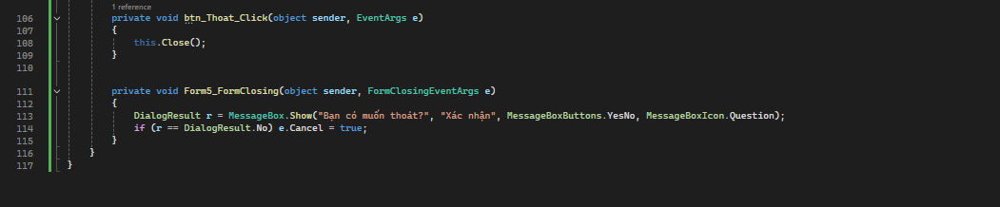 1 reference
106 private void btn_Thoat_Click(object sender, EventArgs e)
107 {
108 this.Close();
109 }
110
111 private void Form5_FormClosing(object sender, FormClosingEventArgs e)
112 {
113 DialogResult r = MessageBox.Show("Bạn có muốn thoát?", "Xác nhận", MessageBoxButtons.YesNo, MessageBoxIcon.Question);
114 if (r == DialogResult.No) e.Cancel = true;
115 }
116 }
117 }